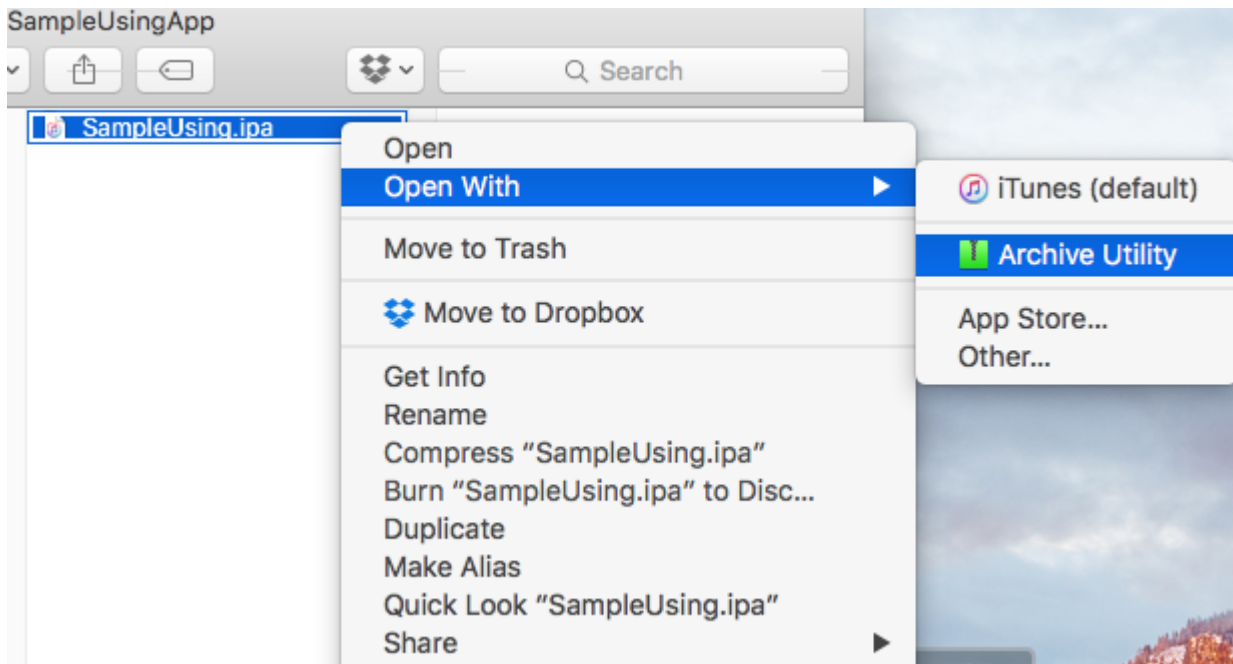 SampleUsingApp
Search
SampleUsing.ipa
Open
Open With
iTunes (default)
Move to Trash
Archive Utility
Move to Dropbox
App Store...
Other...
Get Info
Rename
Compress “SampleUsing.ipa”
Burn “SampleUsing.ipa” to Disc...
Duplicate
Make Alias
Quick Look “SampleUsing.ipa”
Share